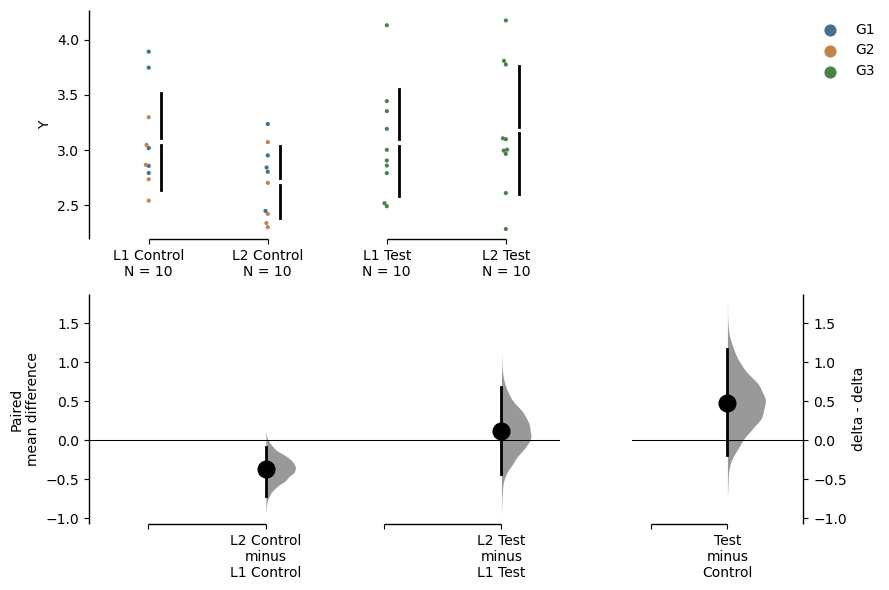 4.0
3.5
3.0
2.5
Y
G1
G2
G3
L1 Control
N = 10
L2 Control
N = 10
L1 Test
N = 10
L2 Test
N = 10
1.5
1.0
0.5
0.0
−0.5
−1.0
Paired
mean difference
1.5
1.0
0.5
0.0
−0.5
−1.0
delta - delta
L2 Control
minus
L1 Control
L2 Test
minus
L1 Test
Test
minus
Control